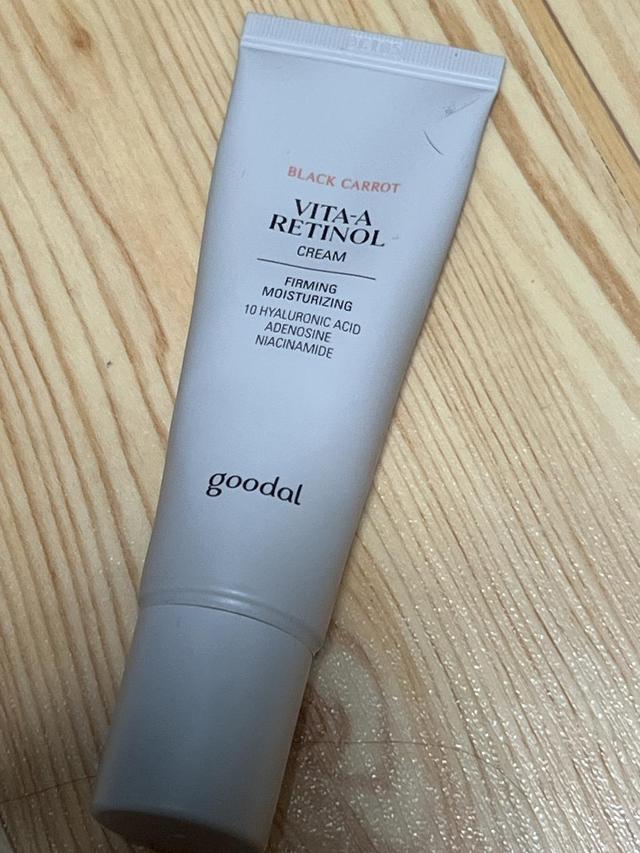 BLACK CARROT
VITA-A
RETINOL
CREAM
FIRMING
MOISTURIZING
10 HYALURONIC ACID
ADENOSINE
NIACINAMIDE
goodal